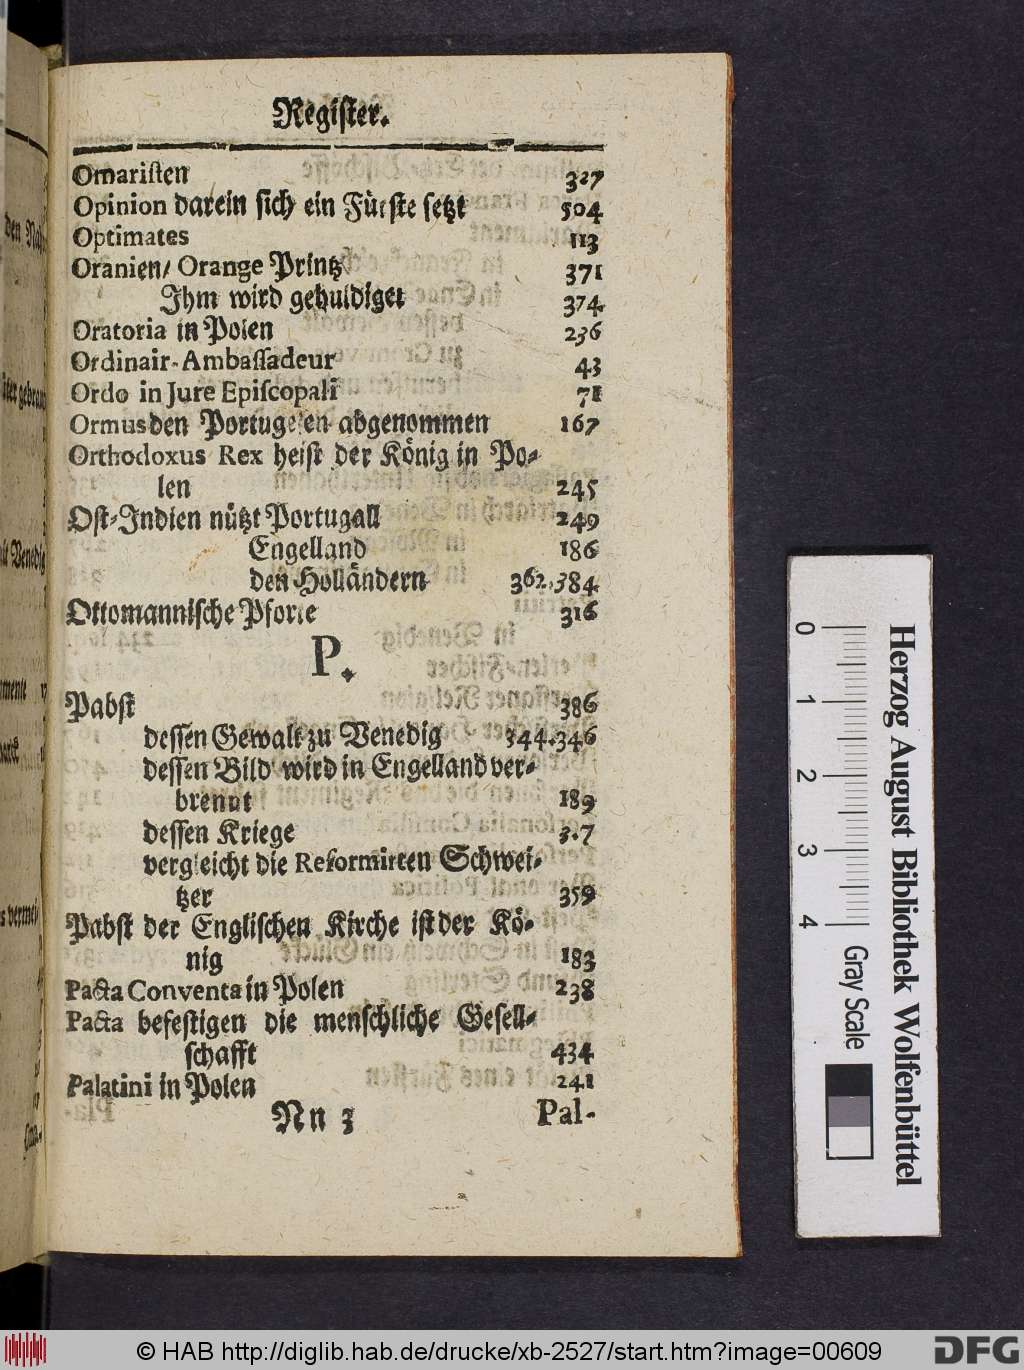 Register.
Omaristen 327
Opinion darein sich ein Fürste setzt 504
Optimates 113
Oranien/ Orange Printz 371
Ihm wird gehuldiget 374.
Oratoria in Polen 236
Ordinair-Ambassadeur 43
Ordo in Jure Episcopali 71
Ormus den Portugesen abgenommen 167
Orthodoxus Rex heist der König in Po-
len 245
Ost-Indien nützt Portugall 249
Engelland 186
den Holländern 362.384.
Ottomannische Pforte 316
P.
Pabst 386
dessen Gewalt zu Venedig 344.346
dessen Bild wird in Engelland ver-
brennt 189
dessen Kriege 3.7
vergleicht die Reformirten Schwei-
tzer 359
Pabst der Englischen Kirche ist der Kö-
nig 183
Pacta Conventa in Polen 238
Pacta befestigen die menschliche Gesell-
schafft 434
Palatini in Polen 241
Nn 3 Pal-
0 1 2 3 4
Herzog August Bibliothek Wolfenbüttel
Gray Scale
© HAB http://diglib.hab.de/drucke/xb-2527/start.htm?image=00609
DFG